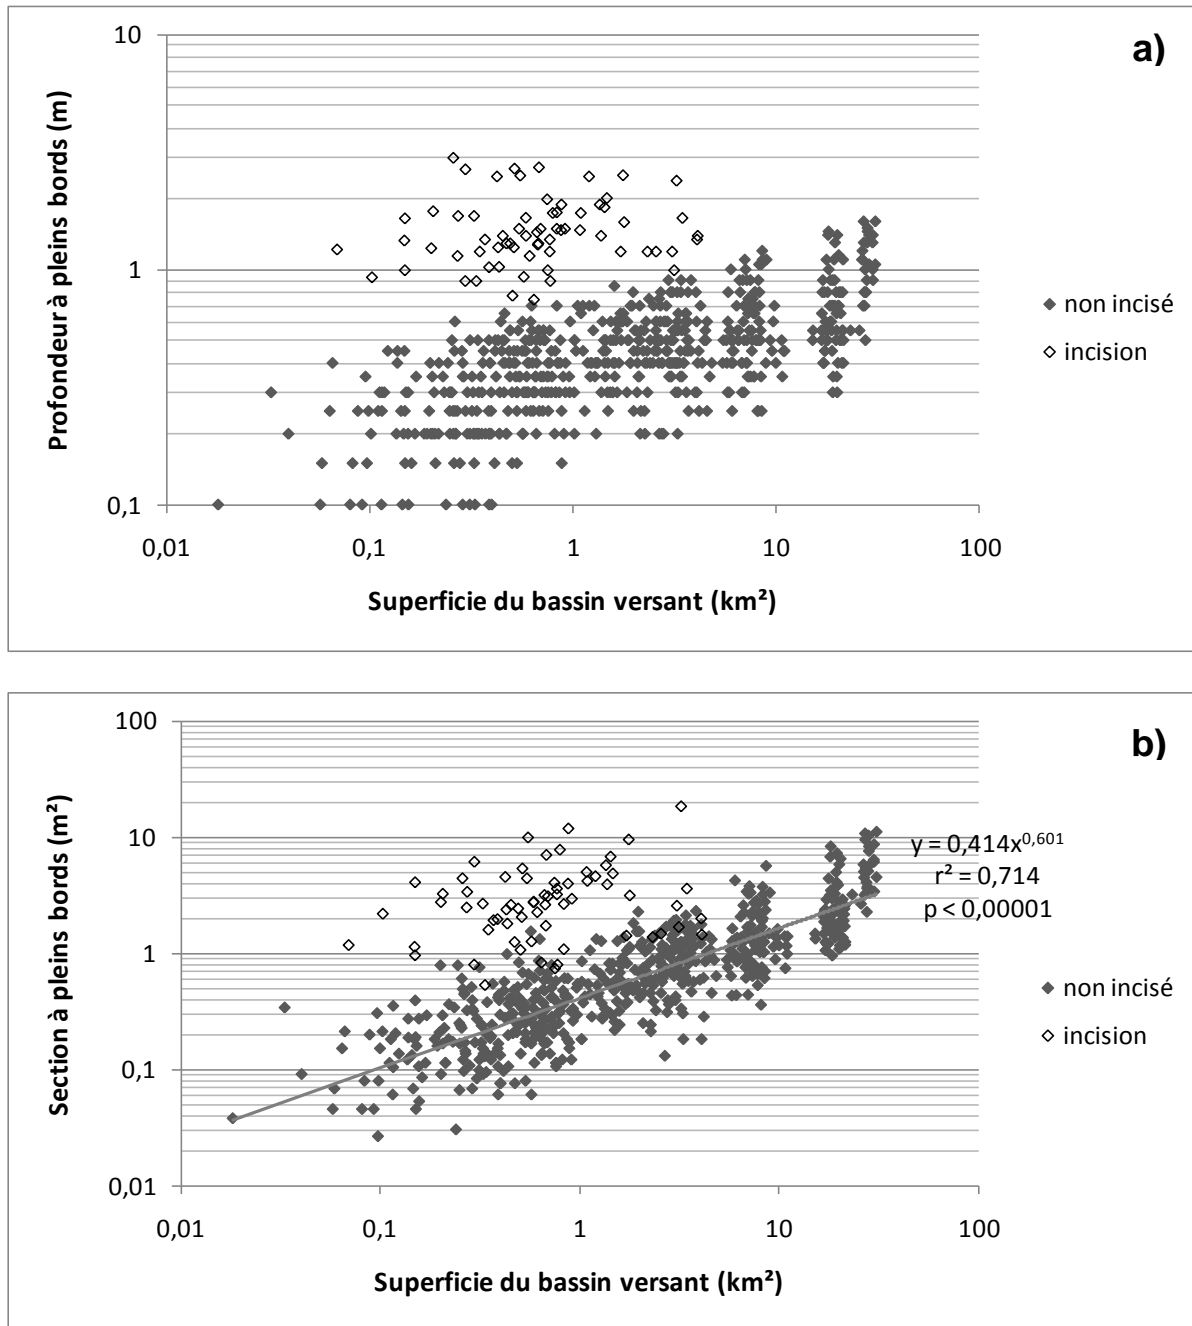 a)
10
1
0,1
Profondeur à pleins bords (m)
0,01
0,1
1
10
100
Superficie du bassin versant (km²)
non incisé
incision
b)
100
10
1
0,1
0,01
Section à pleins bords (m²)
y = 0,414x^0,601
r² = 0,714
p < 0,00001
0,01
0,1
1
10
100
Superficie du bassin versant (km²)
non incisé
incision